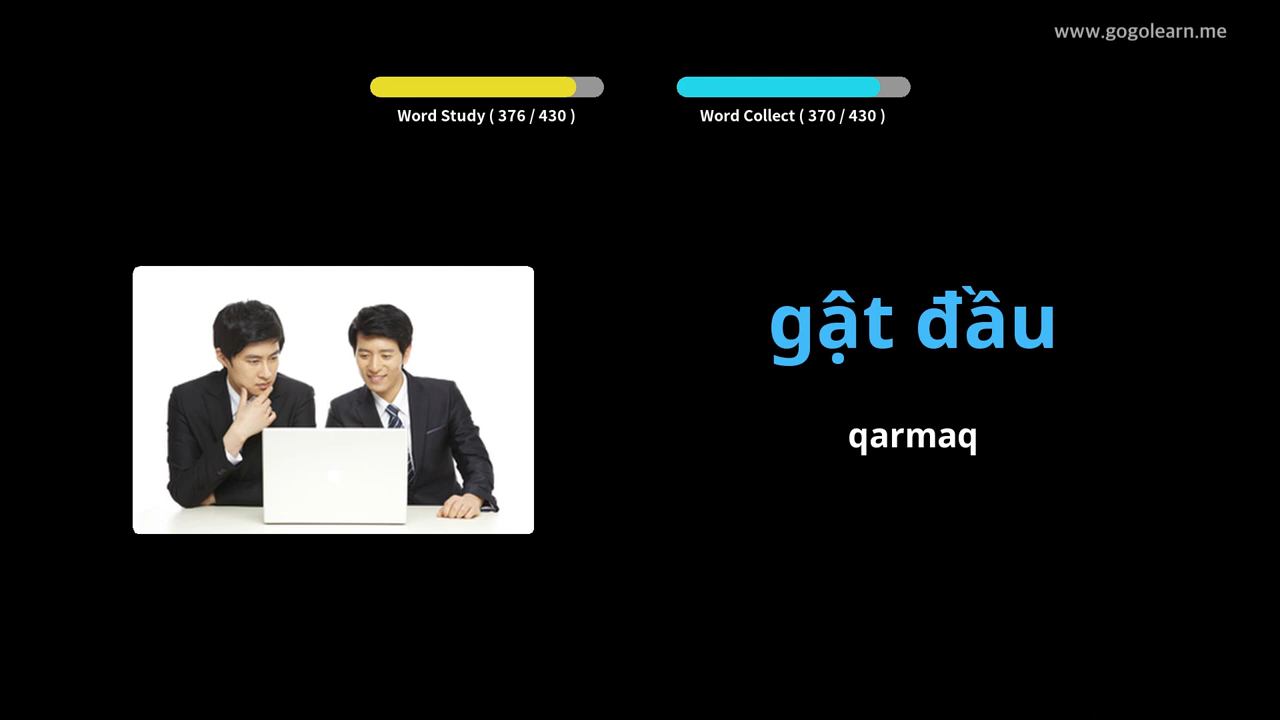 www.gogolearn.me
Word Study ( 376 / 430 )
Word Collect ( 370 / 430 )
gật đầu
qarmaq